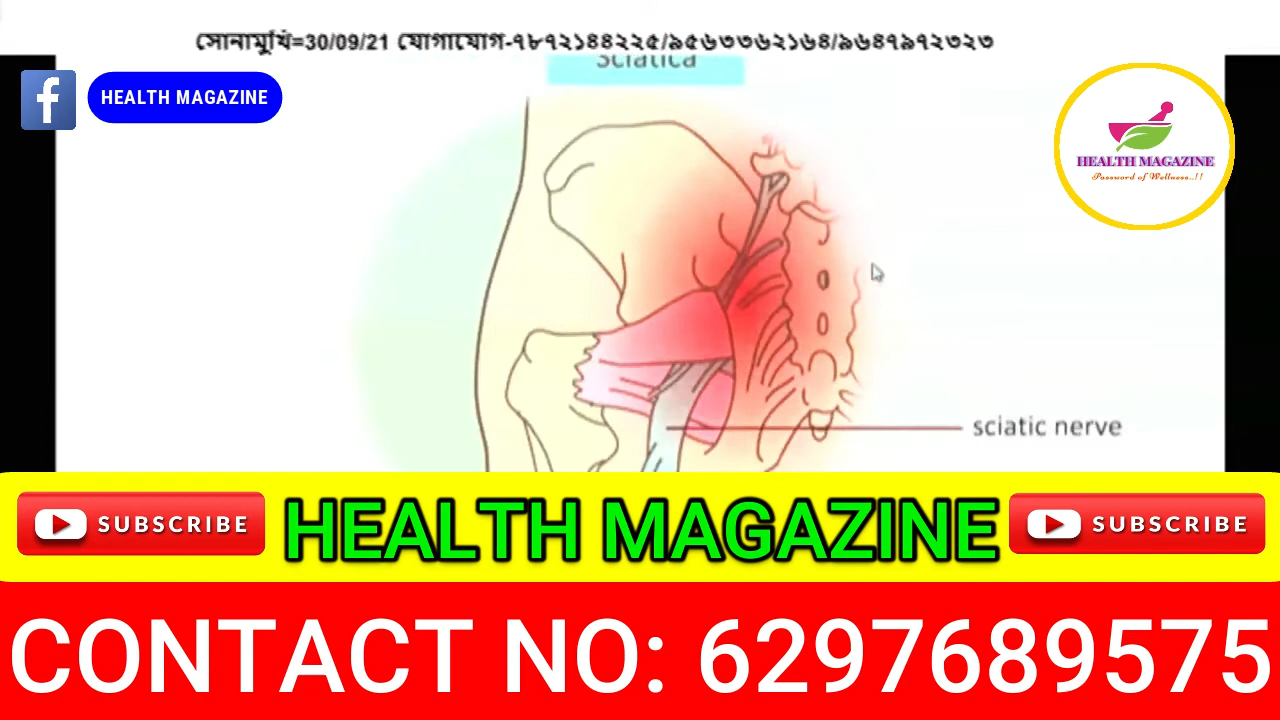 সোনামুখি=30/09/21 যোগাযোগ-৭৮৭২১৪৪২২৫/৯৫৬৩৩৬২১৬৪/৯৬৪৭৯৭২৩২৩
Sciatica
f HEALTH MAGAZINE
HEALTH MAGAZINE
Password of Wellness..!!
sciatic nerve
SUBSCRIBE HEALTH MAGAZINE SUBSCRIBE
CONTACT NO: 6297689575